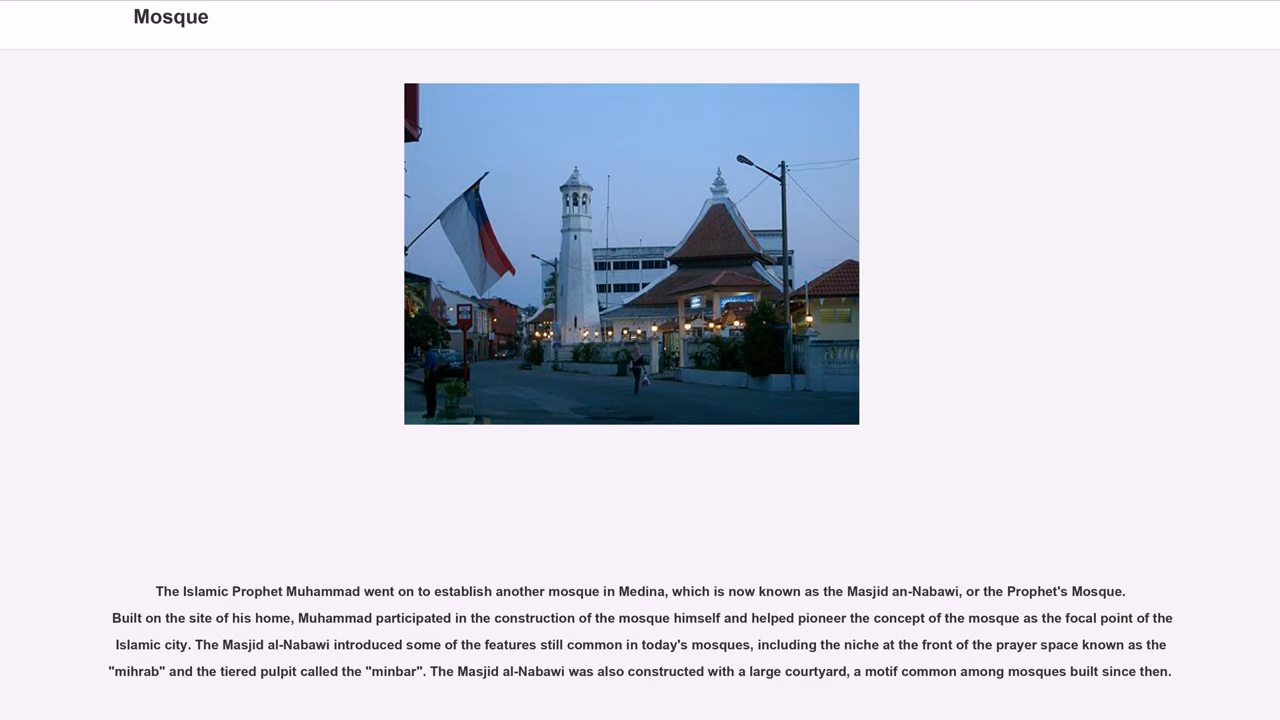 Mosque
The Islamic Prophet Muhammad went on to establish another mosque in Medina, which is now known as the Masjid an-Nabawi, or the Prophet's Mosque.
Built on the site of his home, Muhammad participated in the construction of the mosque himself and helped pioneer the concept of the mosque as the focal point of the
Islamic city. The Masjid al-Nabawi introduced some of the features still common in today's mosques, including the niche at the front of the prayer space known as the
"mihrab" and the tiered pulpit called the "minbar". The Masjid al-Nabawi was also constructed with a large courtyard, a motif common among mosques built since then.